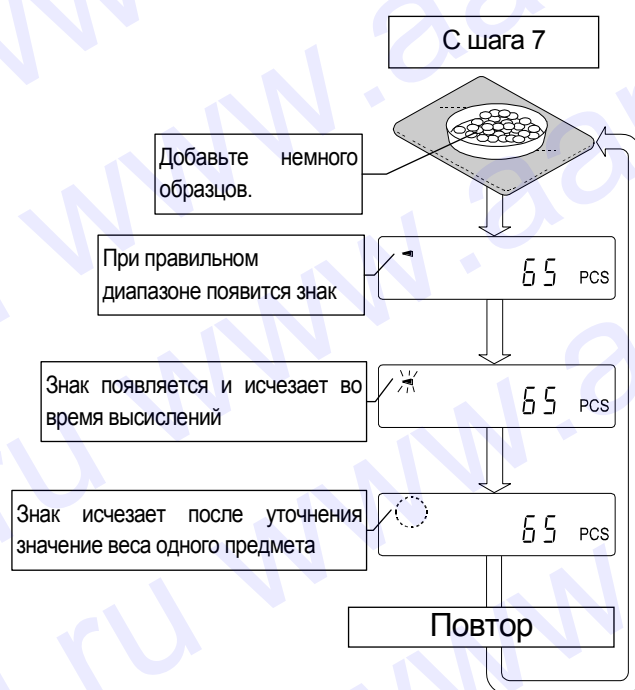 С шага 7
Добавьте немного
образцов.
При правильном
диапазоне появится знак
65 PCS
Знак появляется и исчезает во
время высислений
65 PCS
Знак исчезает после уточнения
значение веса одного предмета
65 PCS
Повтор